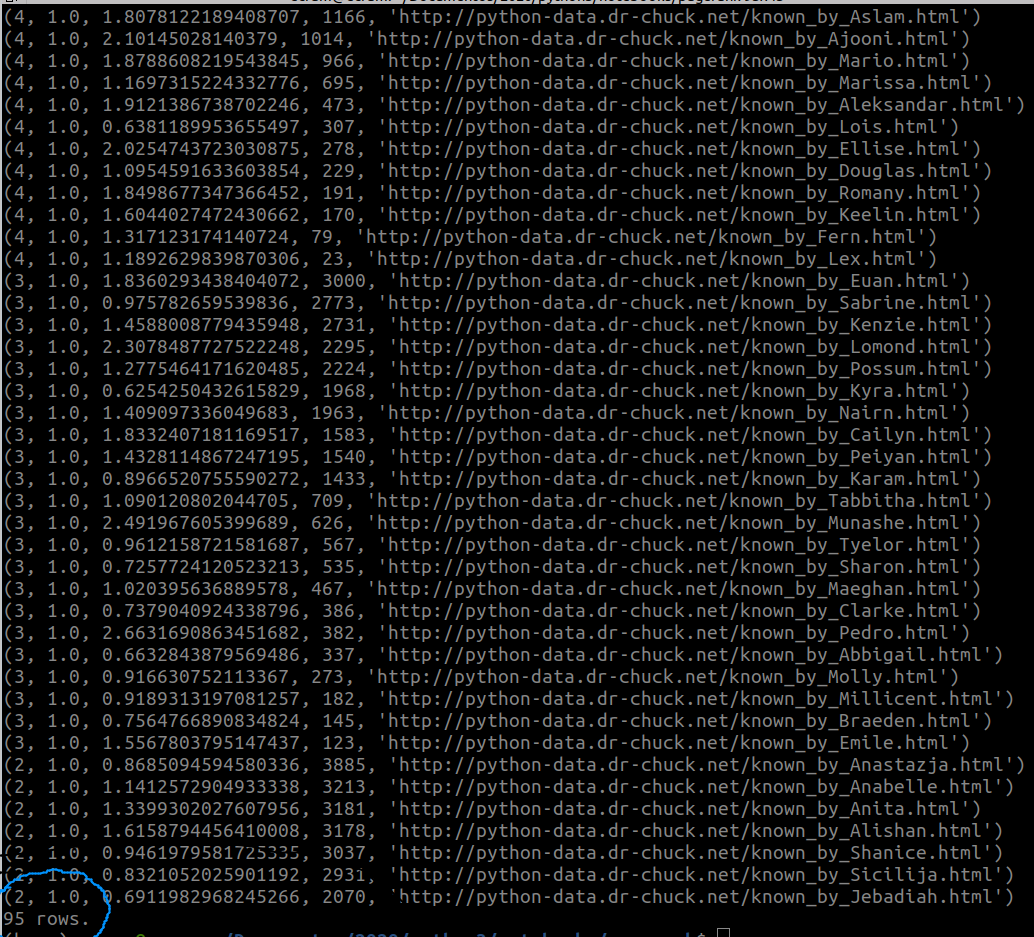 (4, 1.0, 1.8078122189408707, 1166, 'http://python-data.dr-chuck.net/known_by_Aslam.html')
(4, 1.0, 2.10145028140379, 1014, 'http://python-data.dr-chuck.net/known_by_Ajooni.html')
(4, 1.0, 1.8788608219543845, 966, 'http://python-data.dr-chuck.net/known_by_Mario.html')
(4, 1.0, 1.1697315224332776, 695, 'http://python-data.dr-chuck.net/known_by_Marissa.html')
(4, 1.0, 1.9121386738702246, 473, 'http://python-data.dr-chuck.net/known_by_Aleksandar.html')
(4, 1.0, 0.6381189953655497, 307, 'http://python-data.dr-chuck.net/known_by_Lois.html')
(4, 1.0, 2.0254743723030875, 278, 'http://python-data.dr-chuck.net/known_by_Ellise.html')
(4, 1.0, 1.0954591633603854, 229, 'http://python-data.dr-chuck.net/known_by_Douglas.html')
(4, 1.0, 1.8498677347366452, 191, 'http://python-data.dr-chuck.net/known_by_Romany.html')
(4, 1.0, 1.6044027472430662, 170, 'http://python-data.dr-chuck.net/known_by_Keelin.html')
(4, 1.0, 1.317123174140724, 79, 'http://python-data.dr-chuck.net/known_by_Fern.html')
(4, 1.0, 1.1892629839870306, 23, 'http://python-data.dr-chuck.net/known_by_Lex.html')
(3, 1.0, 1.8360293438404072, 3000, 'http://python-data.dr-chuck.net/known_by_Euan.html')
(3, 1.0, 0.975782659539836, 2773, 'http://python-data.dr-chuck.net/known_by_Sabrine.html')
(3, 1.0, 1.4588008779435948, 2731, 'http://python-data.dr-chuck.net/known_by_Kenzie.html')
(3, 1.0, 2.3078487727522248, 2295, 'http://python-data.dr-chuck.net/known_by_Lomond.html')
(3, 1.0, 1.2775464171620485, 2224, 'http://python-data.dr-chuck.net/known_by_Possum.html')
(3, 1.0, 0.6254250432615829, 1968, 'http://python-data.dr-chuck.net/known_by_Kyra.html')
(3, 1.0, 1.409097336049683, 1963, 'http://python-data.dr-chuck.net/known_by_Nairn.html')
(3, 1.0, 1.8332407181169517, 1583, 'http://python-data.dr-chuck.net/known_by_Cailyn.html')
(3, 1.0, 1.4328114867247195, 1540, 'http://python-data.dr-chuck.net/known_by_Peiyan.html')
(3, 1.0, 0.8966520755590272, 1433, 'http://python-data.dr-chuck.net/known_by_Karam.html')
(3, 1.0, 1.090120802044705, 709, 'http://python-data.dr-chuck.net/known_by_Tabbitha.html')
(3, 1.0, 2.491967605399689, 626, 'http://python-data.dr-chuck.net/known_by_Munashe.html')
(3, 1.0, 0.9612158721581687, 567, 'http://python-data.dr-chuck.net/known_by_Tyelor.html')
(3, 1.0, 0.7257724120523213, 535, 'http://python-data.dr-chuck.net/known_by_Sharon.html')
(3, 1.0, 1.020395636889578, 467, 'http://python-data.dr-chuck.net/known_by_Maeghan.html')
(3, 1.0, 0.7379040924338796, 386, 'http://python-data.dr-chuck.net/known_by_Clarke.html')
(3, 1.0, 2.6631690863451682, 382, 'http://python-data.dr-chuck.net/known_by_Pedro.html')
(3, 1.0, 0.6632843879569486, 337, 'http://python-data.dr-chuck.net/known_by_Abbigail.html')
(3, 1.0, 0.916630752113367, 273, 'http://python-data.dr-chuck.net/known_by_Molly.html')
(3, 1.0, 0.9189313197081257, 182, 'http://python-data.dr-chuck.net/known_by_Millicent.html')
(3, 1.0, 0.7564766890834824, 145, 'http://python-data.dr-chuck.net/known_by_Braeden.html')
(3, 1.0, 1.5567803795147437, 123, 'http://python-data.dr-chuck.net/known_by_Emile.html')
(2, 1.0, 0.8685094594580336, 3885, 'http://python-data.dr-chuck.net/known_by_Anastazja.html')
(2, 1.0, 1.1412572904933338, 3213, 'http://python-data.dr-chuck.net/known_by_Anabelle.html')
(2, 1.0, 1.3399302027607956, 3181, 'http://python-data.dr-chuck.net/known_by_Anita.html')
(2, 1.0, 1.6158794456410008, 3178, 'http://python-data.dr-chuck.net/known_by_Alishan.html')
(2, 1.0, 0.9461979581725335, 3037, 'http://python-data.dr-chuck.net/known_by_Shanice.html')
(2, 1.0, 0.8321052025901192, 2931, 'http://python-data.dr-chuck.net/known_by_Sicilija.html')
(2, 1.0, 0.6911982968245266, 2070, 'http://python-data.dr-chuck.net/known_by_Jebadiah.html')
95 rows.